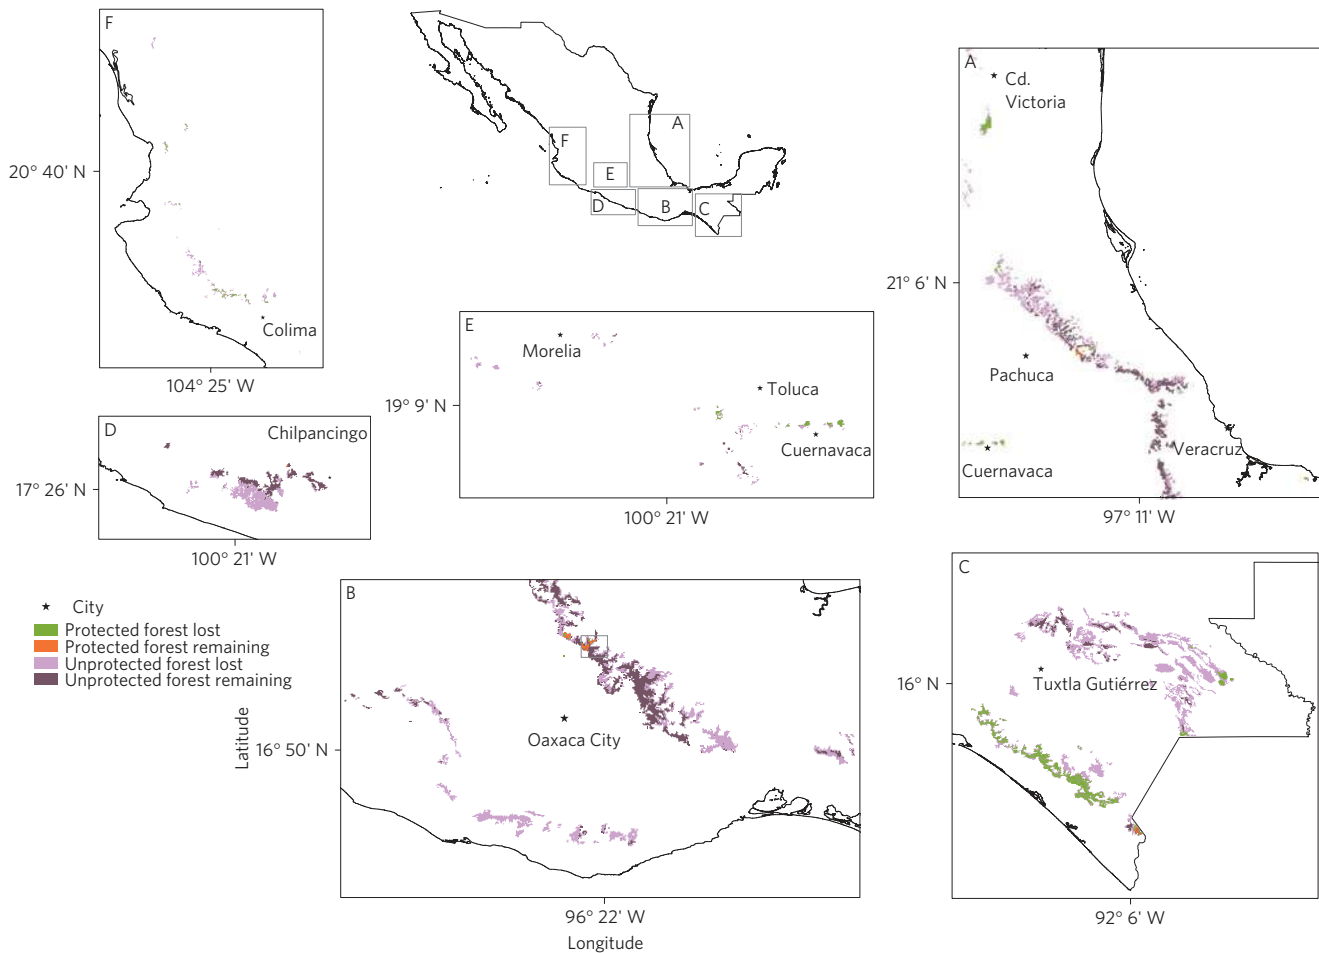 F
20° 40' N
Colima
104° 25' W
A
F
E
D
B
C
A
Cd.
Victoria
21° 6' N
Pachuca
Veracruz
Cuernavaca
97° 11' W
E
Morelia
Toluca
19° 9' N
Cuernavaca
100° 21' W
D
Chilpancingo
17° 26' N
100° 21' W
City
Protected forest lost
Protected forest remaining
Unprotected forest lost
Unprotected forest remaining
B
Oaxaca City
16° 50' N
Latitude
96° 22' W
Longitude
C
Tuxtla Gutiérrez
16° N
92° 6' W